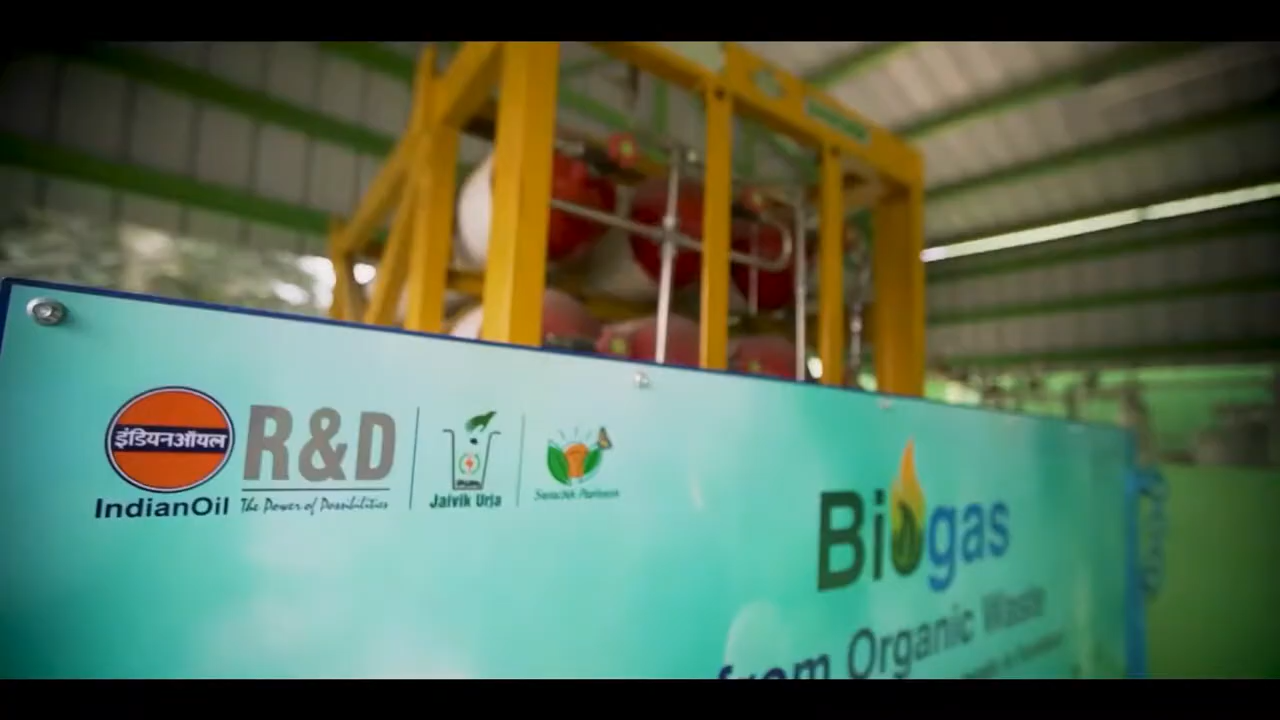 इंडियनऑयल
IndianOil
R&D
The Power of Possibilities
Jaivik Urja
Biogas
from Organic Waste